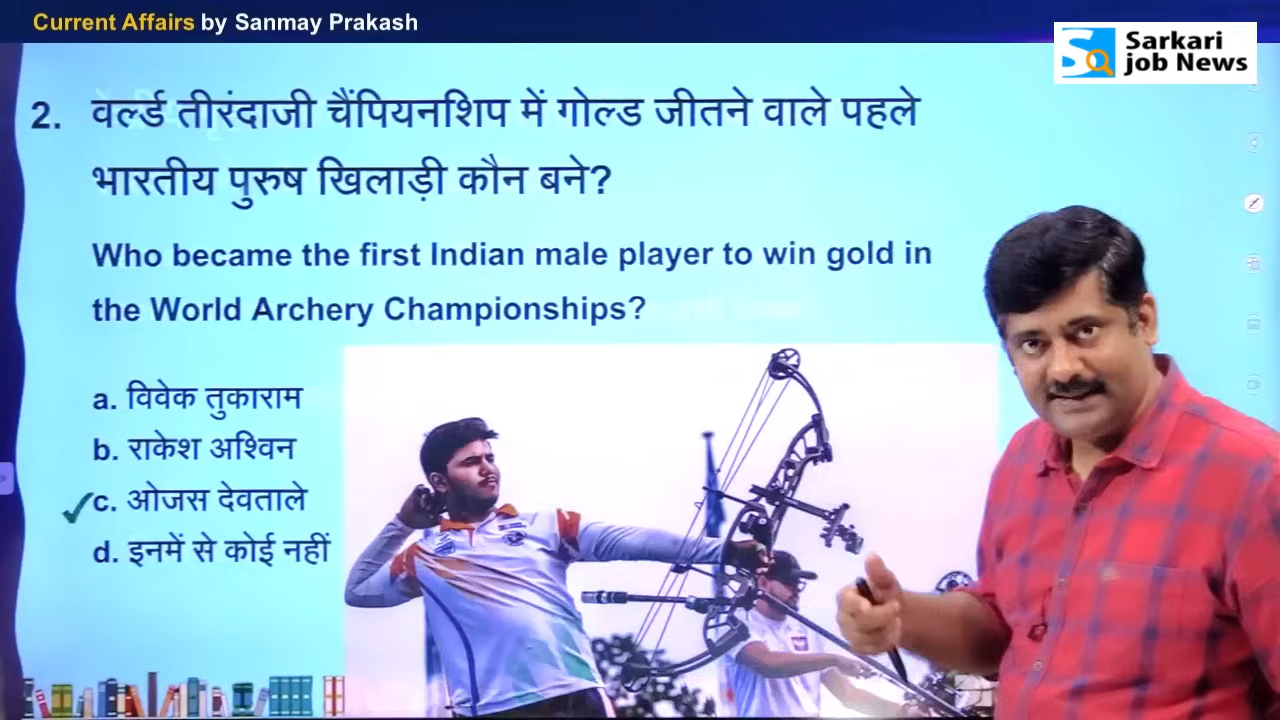 Current Affairs by Sanmay Prakash
Sarkari
job News
2. वेर्ल्ड तीरंदाजी चैंपियनशिप में गोल्ड जीतने वाले पहले
भारतीय पुरुष खिलाड़ी कौन बने?
Who became the first Indian male player to win gold in
the World Archery Championships?
a. विवेक तुकाराम
b. राकेश अश्विन
c. ओजस देवताले
d. इनमें से कोई नहीं